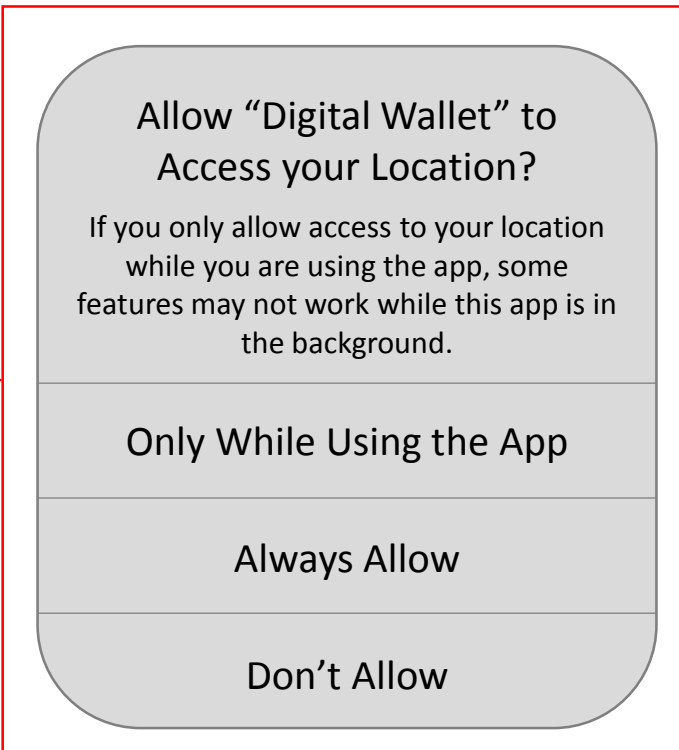 Allow “Digital Wallet” to
Access your Location?
If you only allow access to your location
while you are using the app, some
features may not work while this app is in
the background.
Only While Using the App
Always Allow
Don’t Allow